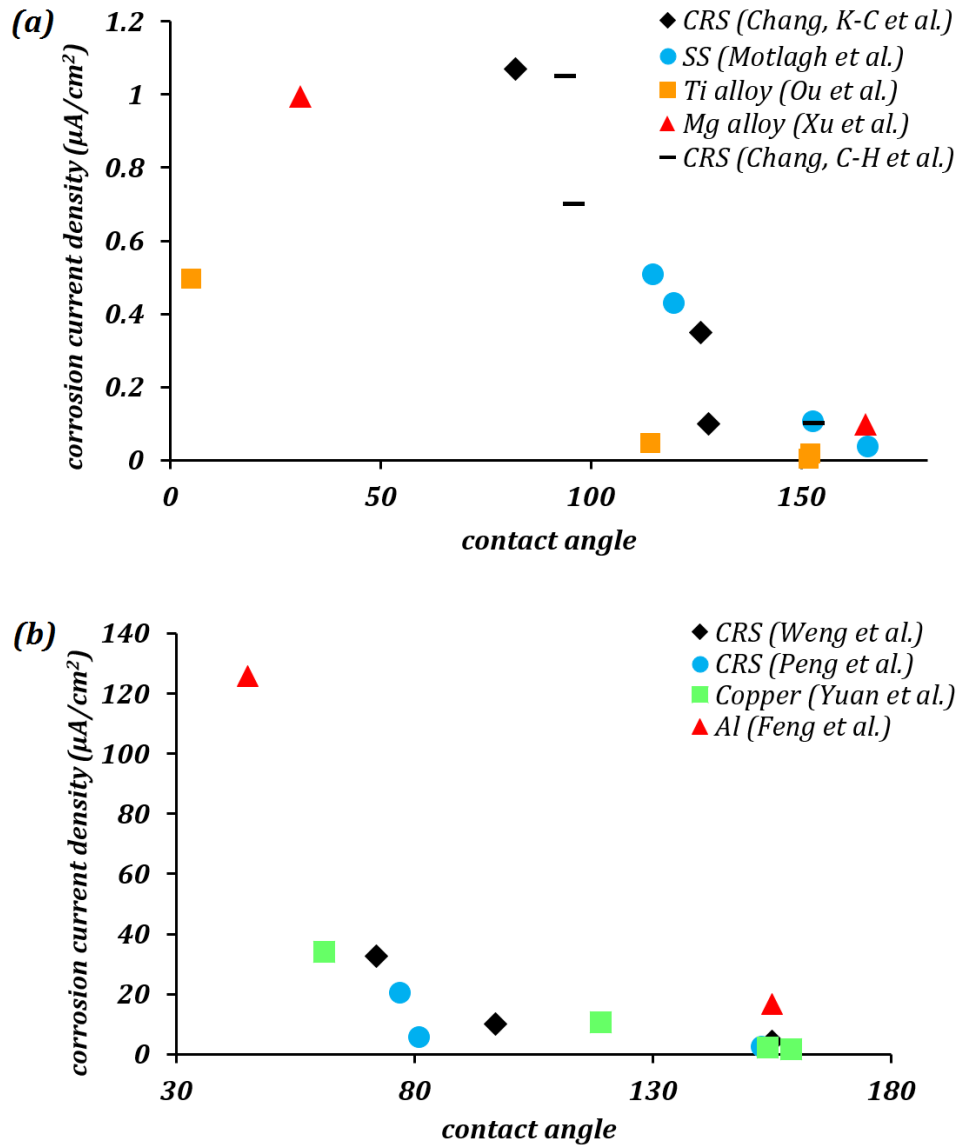 (a)
CRS (Chang, K-C et al.)
SS (Motlagh et al.)
Ti alloy (Ou et al.)
Mg alloy (Xu et al.)
CRS (Chang, C-H et al.)
corrosion current density (μA/cm²)
1.2
1
0.8
0.6
0.4
0.2
0
0
50
100
150
contact angle
(b)
CRS (Weng et al.)
CRS (Peng et al.)
Copper (Yuan et al.)
Al (Feng et al.)
corrosion current density (μA/cm²)
140
120
100
80
60
40
20
0
30
80
130
180
contact angle